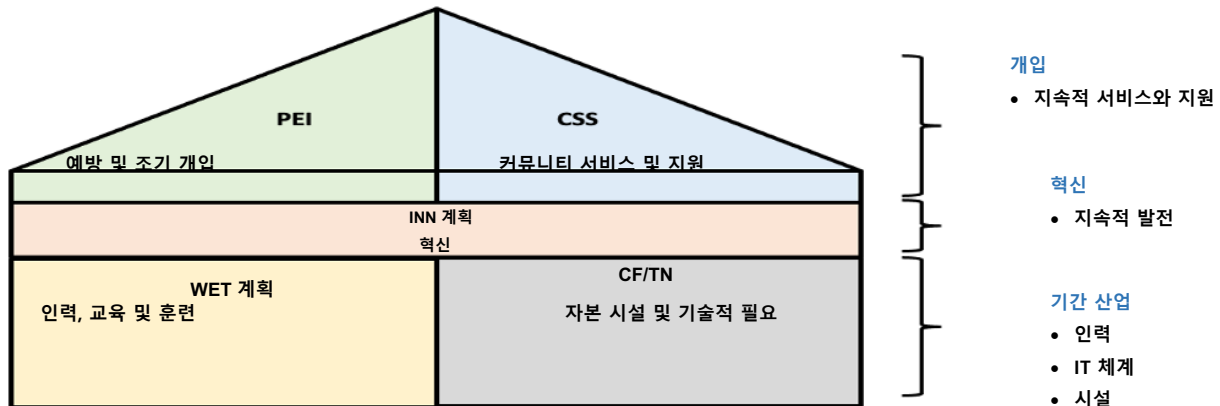 PEI
예방 및 조기 개입
CSS
커뮤니티 서비스 및 지원
INN 계획
혁신
WET 계획
인력, 교육 및 훈련
CF/TN
자본 시설 및 기술적 필요
개입
• 지속적 서비스와 지원
혁신
• 지속적 발전
기간 산업
• 인력
• IT 체계
• 시설